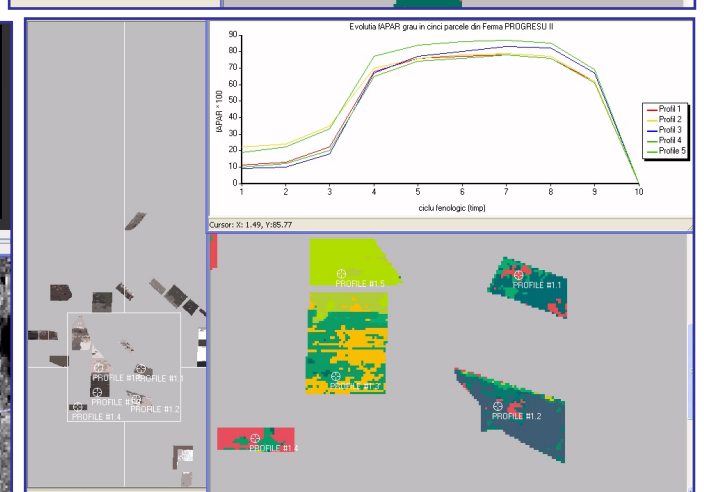 Evolutia fAPAR grau in cinci parcele din Ferma PROGRESU II
fAPAR * 100
90
80
70
60
50
40
30
20
10
0
1 2 3 4 5 6 7 8 9 10
ciclu fenologic (timp)
Profil 1
Profil 2
Profil 3
Profil 4
Profile 5
Cursor: X: 1.49, Y:85.77
PROFILE #1.5
PROFILE #1.1
PROFILE #1.2
PROFILE #1.4
PROFILE #1.1
PROFILE #1.2
PROFILE #1.4